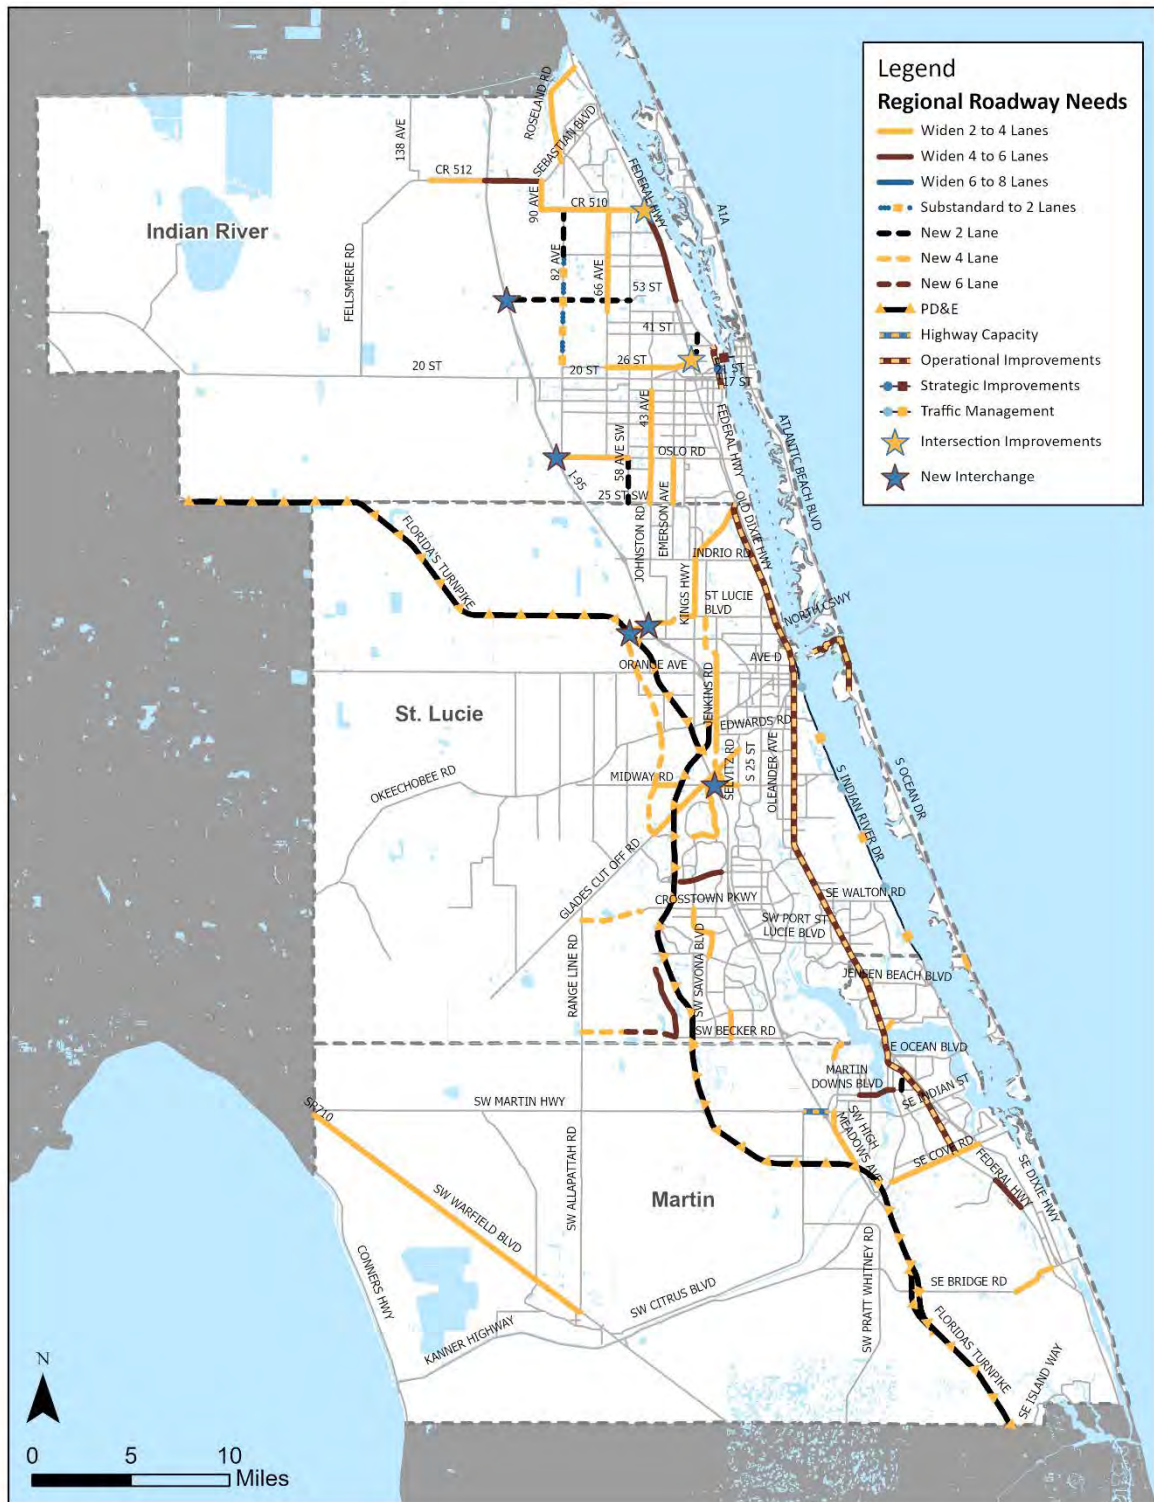 Legend
Regional Roadway Needs
Widen 2 to 4 Lanes
Widen 4 to 6 Lanes
Widen 6 to 8 Lanes
Substandard to 2 Lanes
New 2 Lane
New 4 Lane
New 6 Lane
PD&E
Highway Capacity
Operational Improvements
Strategic Improvements
Traffic Management
Intersection Improvements
New Interchange
ROSELAND RD
138 AVE
SEBASTIAN BLVD
CR 512
FEDERAL HWY
90 AVE
CR 510
A1A
Indian River
82 AVE
66 AVE
FELLSMERE RD
53 ST
41 ST
26 ST
20 ST
20 ST
17 ST
43 AVE
FEDERAL HWY
ATLANTIC BEACH BLVD
58 AVE SW
OSLO RD
I-95
25 ST SW
EMERSON AVE
OLD DIXIE HWY
JOHNSTON RD
FLORIDA'S TURNPIKE
INDRIO RD
KINGS HWY
ST LUCIE
BLVD
NORTH CSWY
AVE D
ORANGE AVE
JENKINS RD
St. Lucie
EDWARDS RD
SELVITZ RD
S 25 ST
OLEANDER AVE
MIDWAY RD
OKEECHOBEE RD
S INDIAN RIVER DR
S OCEAN DR
GLADES CUT OFF RD
SE WALTON RD
CROSSTOWN PKWY
SW PORT ST
LUCIE BLVD
RANGE LINE RD
SW SAVONA BLVD
JENSEN BEACH BLVD
SW BECKER RD
E OCEAN BLVD
MARTIN
DOWNS BLVD
SE INDIAN ST
SW MARTIN HWY
SR710
SW HIGH
MEADOWS AVE
SE COVE RD
SW ALLAPATTAH RD
FEDERAL HWY
SE DIXIE HWY
Martin
SW WARFIELD BLVD
CONNERS HWY
SW PRATT WHITNEY RD
SE BRIDGE RD
SW CITRUS BLVD
KANNER HIGHWAY
FLORIDAS TURNPIKE
SE ISLAND WAY
N
0 5 10
Miles